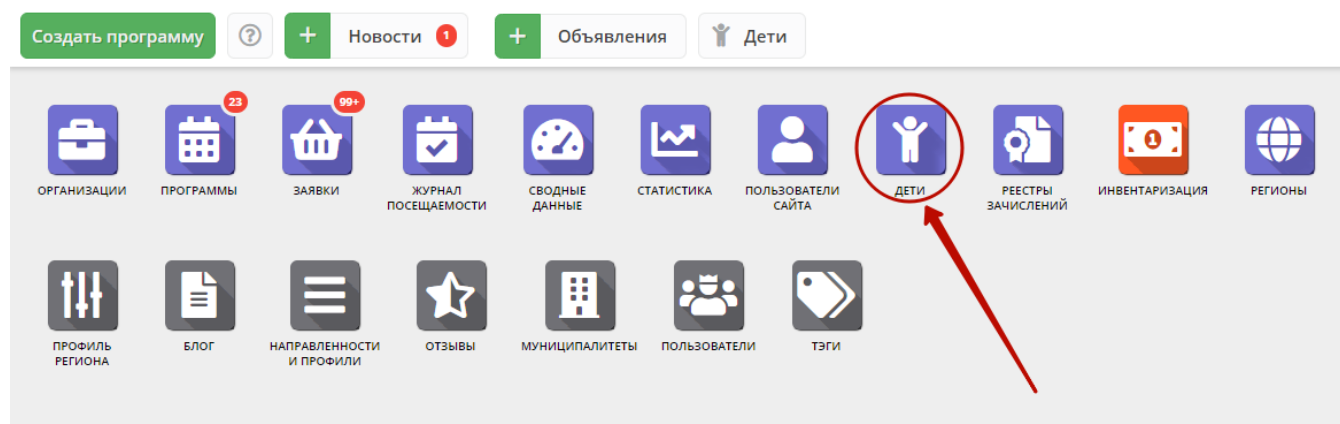 Создать программу ? + Новости 1 + Объявления Дети
23 99+
1
ОРГАНИЗАЦИИ ПРОГРАММЫ ЗАЯВКИ ЖУРНАЛ СВОДНЫЕ СТАТИСТИКА ПОЛЬЗОВАТЕЛИ ДЕТИ РЕЕСТРЫ ИНВЕНТАРИЗАЦИЯ РЕГИОНЫ
ПОСЕЩАЕМОСТИ ДАННЫЕ САЙТА ЗАЧИСЛЕНИЙ
ПРОФИЛЬ БЛОГ НАПРАВЛЕННОСТИ ОТЗЫВЫ МУНИЦИПАЛИТЕТЫ ПОЛЬЗОВАТЕЛИ ТЭГИ
РЕГИОНА И ПРОФИЛИ